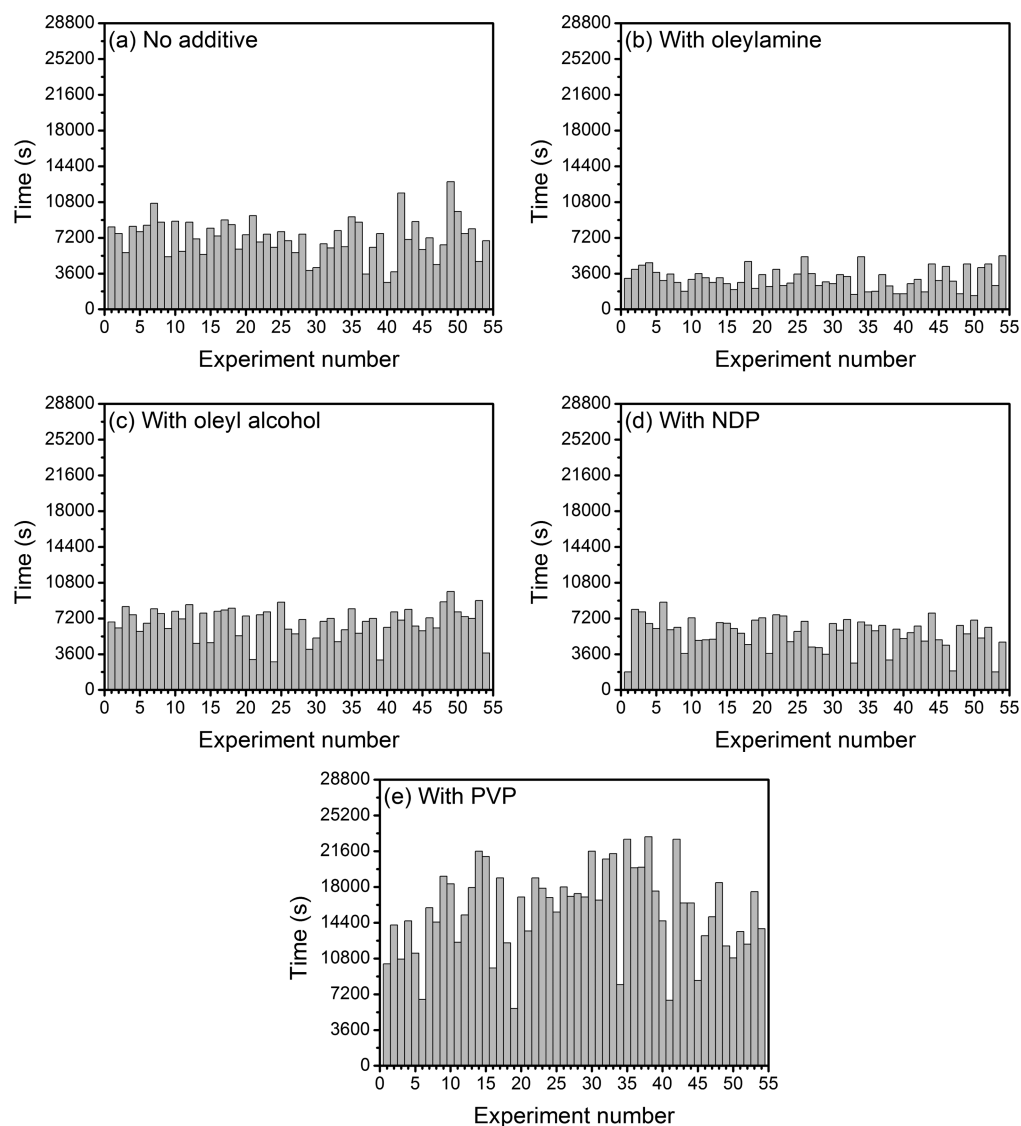 (a) No additive
28800
25200
21600
18000
14400
10800
7200
3600
0
Time (s)
0 5 10 15 20 25 30 35 40 45 50 55
Experiment number
(b) With oleylamine
28800
25200
21600
18000
14400
10800
7200
3600
0
Time (s)
0 5 10 15 20 25 30 35 40 45 50 55
Experiment number
(c) With oleyl alcohol
28800
25200
21600
18000
14400
10800
7200
3600
0
Time (s)
0 5 10 15 20 25 30 35 40 45 50 55
Experiment number
(d) With NDP
28800
25200
21600
18000
14400
10800
7200
3600
0
Time (s)
0 5 10 15 20 25 30 35 40 45 50 55
Experiment number
(e) With PVP
28800
25200
21600
18000
14400
10800
7200
3600
0
Time (s)
0 5 10 15 20 25 30 35 40 45 50 55
Experiment number